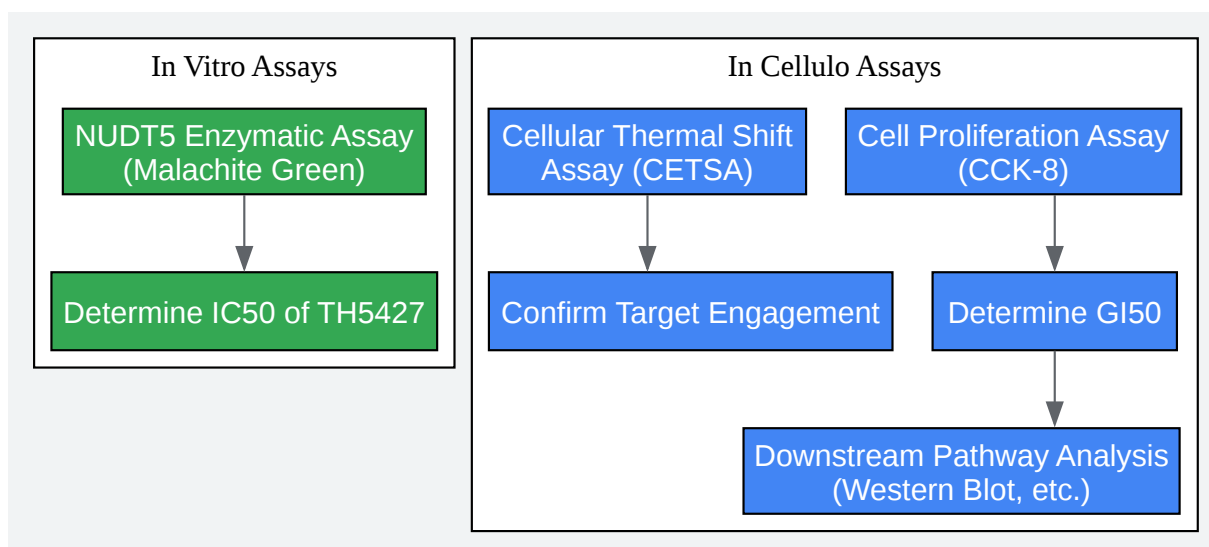 In Vitro Assays
NUDT5 Enzymatic Assay
(Malachite Green)
Determine IC50 of TH5427
In Cellulo Assays
Cellular Thermal Shift
Assay (CETSA)
Confirm Target Engagement
Cell Proliferation Assay
(CCK-8)
Determine GI50
Downstream Pathway Analysis
(Western Blot, etc.)